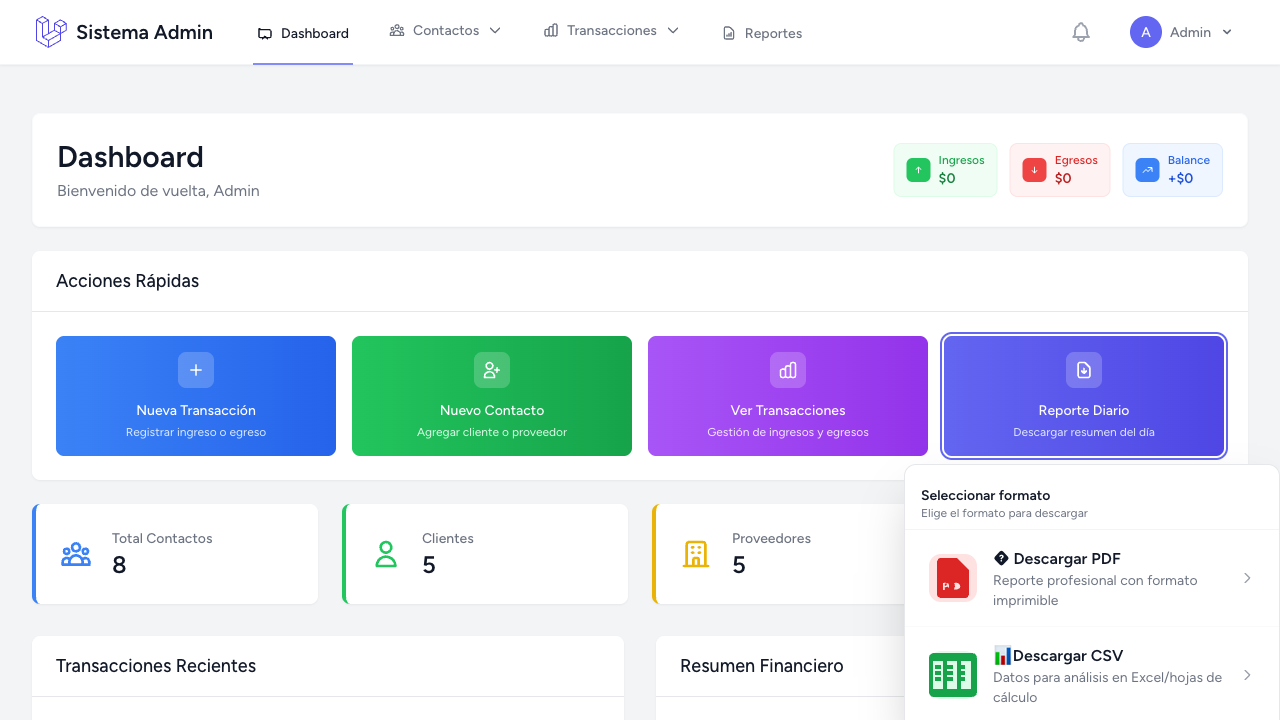 Sistema Admin
Dashboard
Contactos
Transacciones
Reportes
A
Admin
Dashboard
Bienvenido de vuelta, Admin
Ingresos
$0
Egresos
$0
Balance
+$0
Acciones Rápidas
Nueva Transacción
Registrar ingreso o egreso
Nuevo Contacto
Agregar cliente o proveedor
Ver Transacciones
Gestión de ingresos y egresos
Reporte Diario
Descargar resumen del día
Seleccionar formato
Elige el formato para descargar
� Descargar PDF
Reporte profesional con formato
imprimible
📊Descargar CSV
Datos para análisis en Excel/hojas de
cálculo
Total Contactos
8
Clientes
5
Proveedores
5
Transacciones Recientes
Resumen Financiero